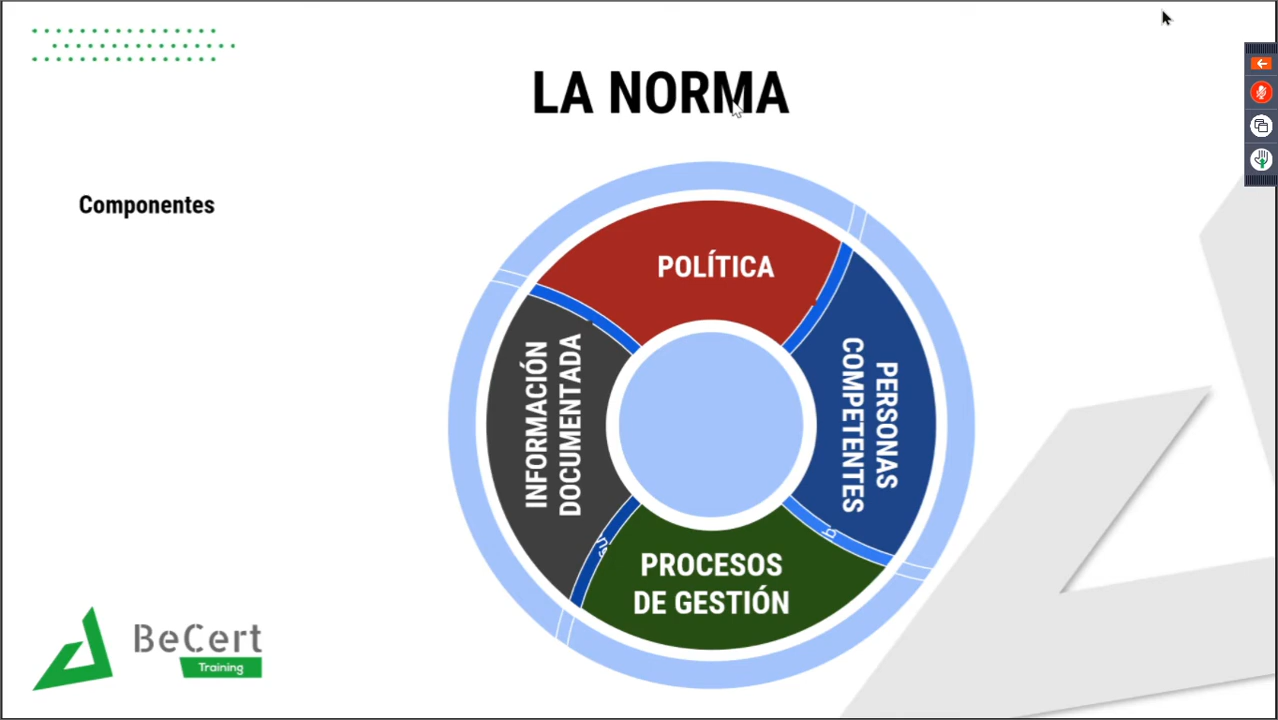 LA NORMA
Componentes
POLÍTICA
PERSONAS
COMPETENTES
PROCESOS
DE GESTIÓN
INFORMACIÓN
DOCUMENTADA
BeCert
Training